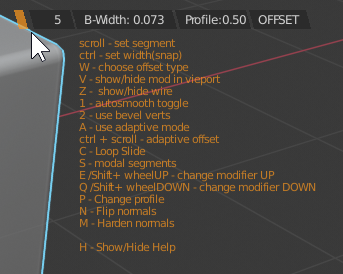 5 B-Width: 0.073 Profile:0.50 OFFSET
scroll - set segment
ctrl - set width(snap)
W - choose offset type
V - show/hide mod in viewport
Z - show/hide wire
1 - autosmooth toggle
2 - use bevel verts
A - use adaptive mode
ctrl + scroll - adaptive offset
C - Loop Slide
S - modal segments
E /Shift+ wheelUP - change modifier UP
Q /Shift+ wheelDOWN - change modifier DOWN
P - Change profile
N - Flip normals
M - Harden normals
H - Show/Hide Help